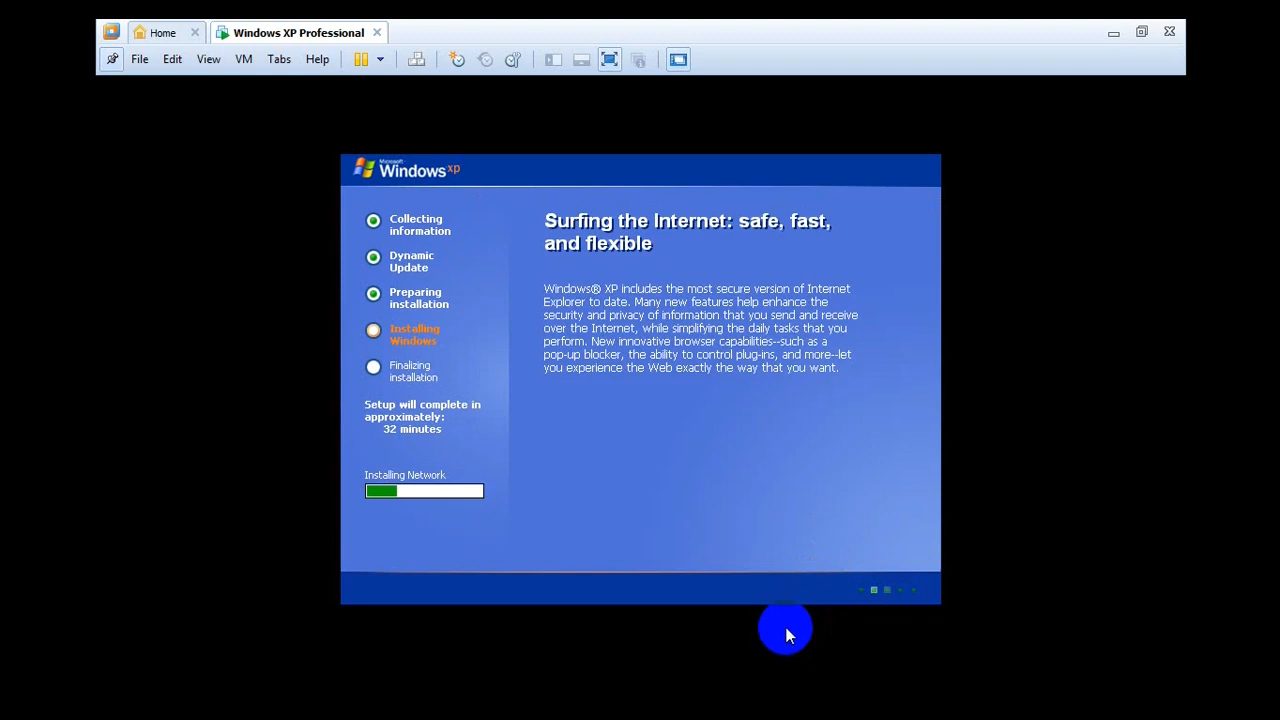 Home
Windows XP Professional
File Edit View VM Tabs Help
Microsoft
Windows xp
Collecting
information
Dynamic
Update
Preparing
installation
Installing
Windows
Finalizing
installation
Setup will complete in
approximately:
32 minutes
Installing Network
Surfing the Internet: safe, fast,
and flexible
Windows® XP includes the most secure version of Internet
Explorer to date. Many new features help enhance the
security and privacy of information that you send and receive
over the Internet, while simplifying the daily tasks that you
perform. New innovative browser capabilities--such as a
pop-up blocker, the ability to control plug-ins, and more--let
you experience the Web exactly the way that you want.